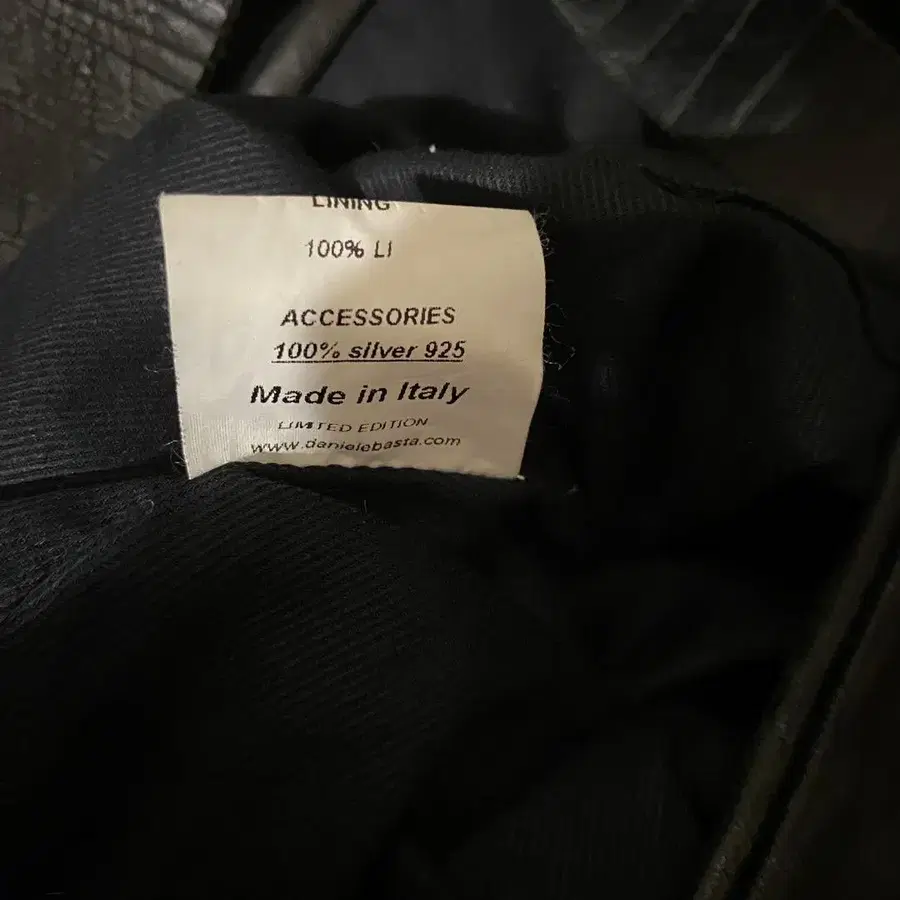 LINING
100% LI
ACCESSORIES
100% silver 925
Made in Italy
LIMITED EDITION
www.danielebasta.com